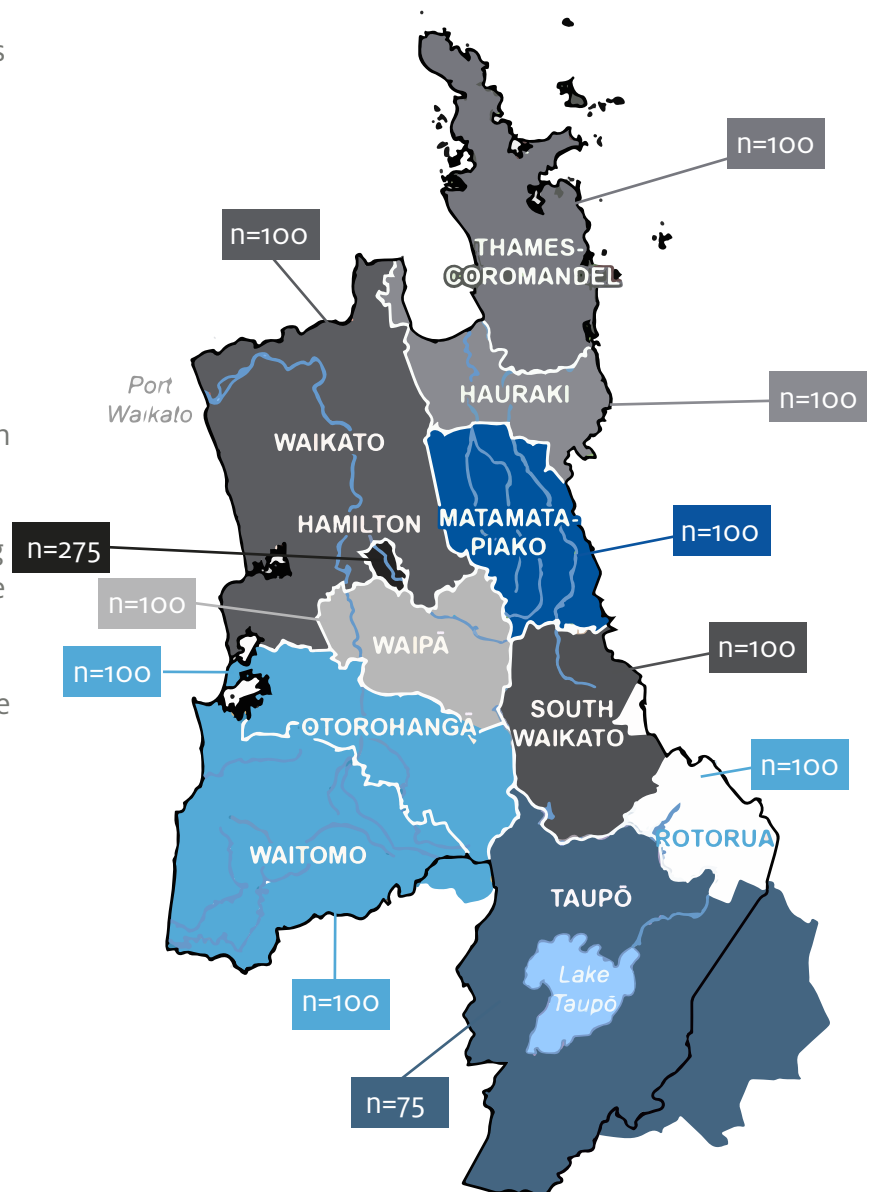 s
n=100
n=100
THAMES-
COROMANDEL
Port
Waikato
HAURAKI
n=100
n
WAIKATO
HAMILTON
MATAMATA-
PIAKO
n=100
g
n=275
e
n=100
WAIPĀ
n=100
n=100
e
SOUTH
WAIKATO
OTOROHANGĀ
n=100
ROTORUA
WAITOMO
TAUPŌ
Lake
Taupō
n=100
n=75